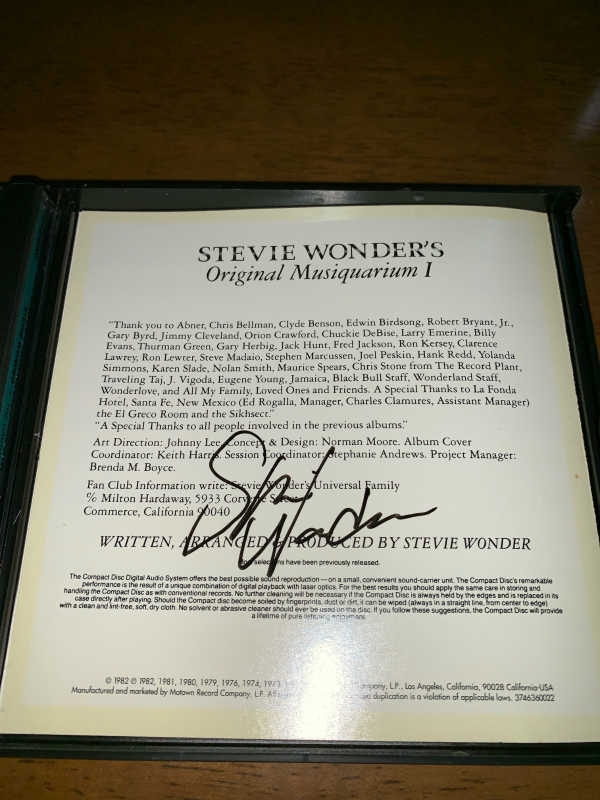 STEVIE WONDER'S
Original Musiquarium I
"Thank you to Abner, Chris Bellman, Clyde Benson, Edwin Birdsong, Robert Bryant, Jr.,
Gary Byrd, Jimmy Cleveland, Orion Crawford, Chuckie DeBise, Larry Emerine, Billy
Evans, Thurman Green, Gary Herbig, Jack Hunt, Fred Jackson, Ron Kersey, Clarence
Lawrey, Ron Lewter, Steve Madaio, Stephen Marcussen, Joel Peskin, Hank Redd, Yolanda
Simmons, Karen Slade, Nolan Smith, Maurice Spears, Chris Stone from The Record Plant,
Traveling Taj, J. Vigoda, Eugene Young, Jamaica, Black Bull Staff, Wonderland Staff,
Wonderlove, and All My Family, Loved Ones and Friends. A Special Thanks to La Fonda
Hotel, Santa Fe, New Mexico (Ed Rogalla, Manager, Charles Clamures, Assistant Manager)
the El Greco Room and the Sikhsect."
"A Special Thanks to all people involved in the previous albums."
Art Direction: Johnny Lee. Concept & Design: Norman Moore. Album Cover
Coordinator: Keith Harris. Session Coordinator: Stephanie Andrews. Project Manager:
Brenda M. Boyce.
Fan Club Information write: Stevie Wonder's Universal Family
℅ Milton Hardaway, 5933 Corvette Street
Commerce, California 90040
WRITTEN, ARRANGED & PRODUCED BY STEVIE WONDER
selections have been previously released.
The Compact Disc Digital Audio System offers the best possible sound reproduction — on a small, convenient sound-carrier unit. The Compact Disc's remarkable
performance is the result of a unique combination of digital playback with laser optics. For the best results you should apply the same care in storing and
handling the Compact Disc as with conventional records. No further cleaning will be necessary if the Compact Disc is always held by the edges and is replaced in its
case directly after playing. Should the Compact Disc become soiled by fingerprints, dust or dirt, it can be wiped (always in a straight line, from center to edge)
with a clean and lint-free, soft, dry cloth. No solvent or abrasive cleaner should ever be used on the disc. If you follow these suggestions, the Compact Disc will provide
a lifetime of pure listening enjoyment.
© 1982 ℗ 1982, 1981, 1980, 1979, 1976, 1974, 1973, Company, L.P., Los Angeles, California, 90028 California-USA
Manufactured and marketed by Motown Record Company, L.P. All duplication is a violation of applicable laws. 3746360022